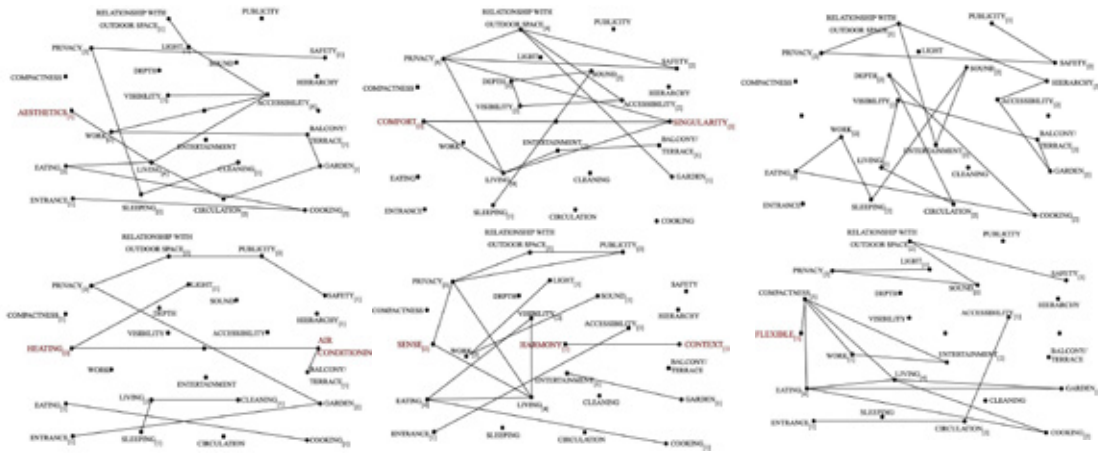 RELATIONSHIP WITH
OUTDOOR SPACE[1]
PUBLICITY
PRIVACY[3]
LIGHT
SAFETY[1]
SOUND
COMPACTNESS
DEPTH
HIERARCHY
VISIBILITY
ACCESSIBILITY
AESTHETICS
WORK
BALCONY/
TERRACE[1]
ENTERTAINMENT
EATING
LIVING
CLEANING[1]
GARDEN
ENTRANCE
SLEEPING
CIRCULATION
COOKING
RELATIONSHIP WITH
OUTDOOR SPACE
PUBLICITY
PRIVACY
LIGHT
SAFETY
DEPTH
SOUND
COMPACTNESS
HIERARCHY
VISIBILITY
ACCESSIBILITY
COMFORT
SINGULARITY
WORK
ENTERTAINMENT
BALCONY/
TERRACE
EATING
LIVING
CLEANING
GARDEN
ENTRANCE
SLEEPING
CIRCULATION
COOKING
RELATIONSHIP WITH
OUTDOOR SPACE
PUBLICITY
PRIVACY
LIGHT
SAFETY
SOUND
COMPACTNESS
DEPTH
HIERARCHY
VISIBILITY
ACCESSIBILITY
WORK
BALCONY/
TERRACE
ENTERTAINMENT
EATING
LIVING
CLEANING
GARDEN
ENTRANCE
SLEEPING
CIRCULATION
COOKING
RELATIONSHIP WITH
OUTDOOR SPACE
PUBLICITY
PRIVACY
LIGHT
SAFETY
SOUND
COMPACTNESS
DEPTH
HIERARCHY
VISIBILITY
ACCESSIBILITY
HEATING
AIR
CONDITIONIN
WORK
BALCONY/
TERRACE
ENTERTAINMENT
EATING
LIVING
CLEANING
GARDEN
ENTRANCE
SLEEPING
CIRCULATION
COOKING
RELATIONSHIP WITH
OUTDOOR SPACE
PUBLICITY
PRIVACY
LIGHT
SAFETY
DEPTH
SOUND
COMPACTNESS
HIERARCHY
VISIBILITY
ACCESSIBILITY
SENSE
HARMONY
CONTEXT
WORK
BALCONY/
TERRACE
ENTERTAINMENT
EATING
LIVING
CLEANING
GARDEN
ENTRANCE
SLEEPING
CIRCULATION
COOKING
RELATIONSHIP WITH
OUTDOOR SPACE
PUBLICITY
PRIVACY
LIGHT
SAFETY
SOUND
COMPACTNESS
DEPTH
HIERARCHY
VISIBILITY
ACCESSIBILITY
FLEXIBLE
WORK
ENTERTAINMENT
BALCONY/
TERRACE
EATING
LIVING
CLEANING
GARDEN
ENTRANCE
SLEEPING
CIRCULATION
COOKING